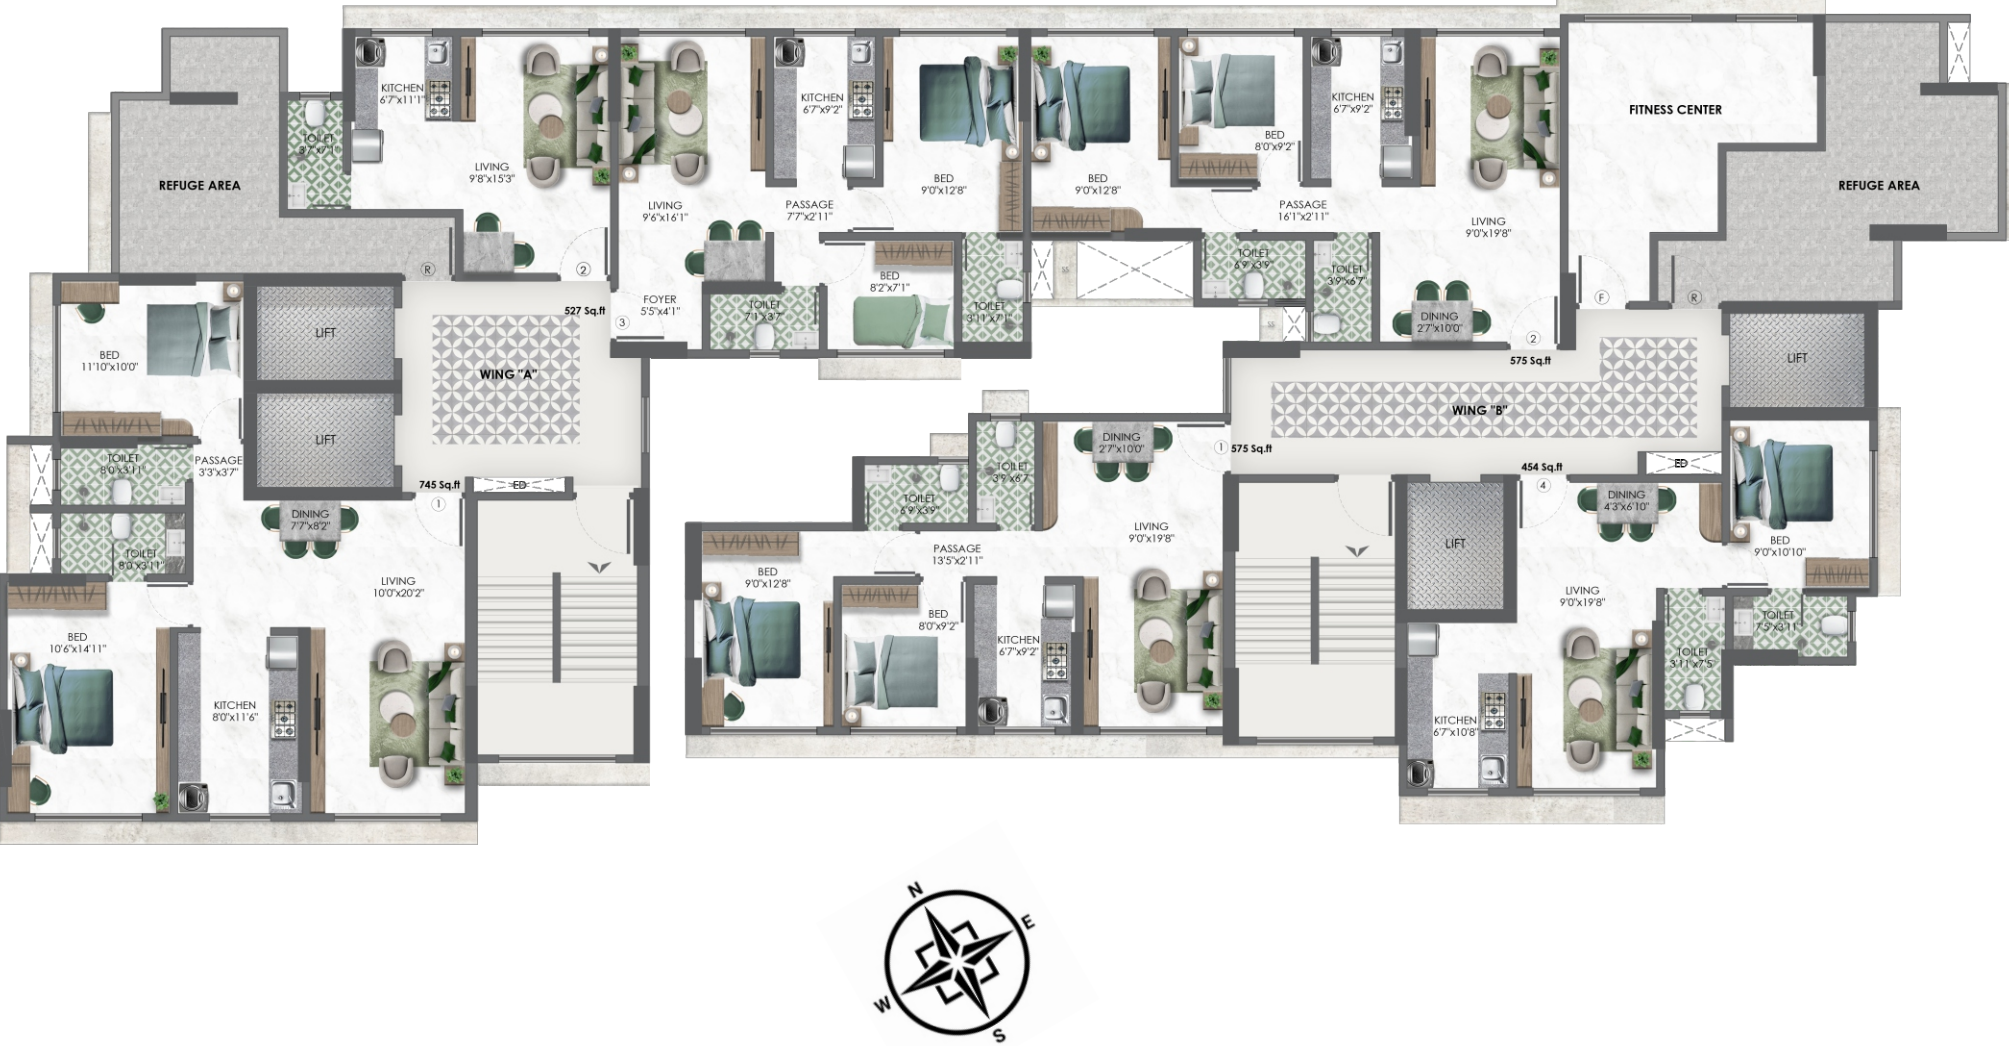 REFUGE AREA
TOILET
3'7"x7'1"
KITCHEN
6'7"x11'1"
LIVING
9'8"x15'3"
R
2
527 Sq.ft
WING "A"
LIFT
LIFT
745 Sq.ft
1
ED
BED
11'10"x10'0"
TOILET
8'0"x3'11"
PASSAGE
3'3"x3'7"
TOILET
8'0"x3'11"
DINING
7'7"x8'2"
LIVING
10'0"x20'2"
BED
10'6"x14'11"
KITCHEN
8'0"x11'6"
LIVING
9'6"x16'1"
KITCHEN
6'7"x9'2"
PASSAGE
7'7"x2'11"
BED
9'0"x12'8"
FOYER
5'5"x4'1"
3
TOILET
7'1"x3'7"
BED
8'2"x7'1"
TOILET
3'11"x7'1"
BED
9'0"x12'8"
BED
8'0"x9'2"
KITCHEN
6'7"x9'2"
PASSAGE
16'1"x2'11"
LIVING
9'0"x19'8"
TOILET
6'9"x3'9"
TOILET
3'9"x6'7"
DINING
2'7"x10'0"
2
575 Sq.ft
FITNESS CENTER
REFUGE AREA
F
R
LIFT
WING "B"
1
575 Sq.ft
454 Sq.ft
4
ED
DINING
2'7"x10'0"
TOILET
3'9"x6'7"
TOILET
6'9"x3'9"
LIVING
9'0"x19'8"
PASSAGE
13'5"x2'11"
BED
9'0"x12'8"
BED
8'0"x9'2"
KITCHEN
6'7"x9'2"
LIFT
DINING
4'3"x6'10"
BED
9'0"x10'10"
LIVING
9'0"x19'8"
TOILET
7'5"x3'11"
TOILET
3'11"x7'5"
KITCHEN
6'7"x10'8"
N
E
W
S